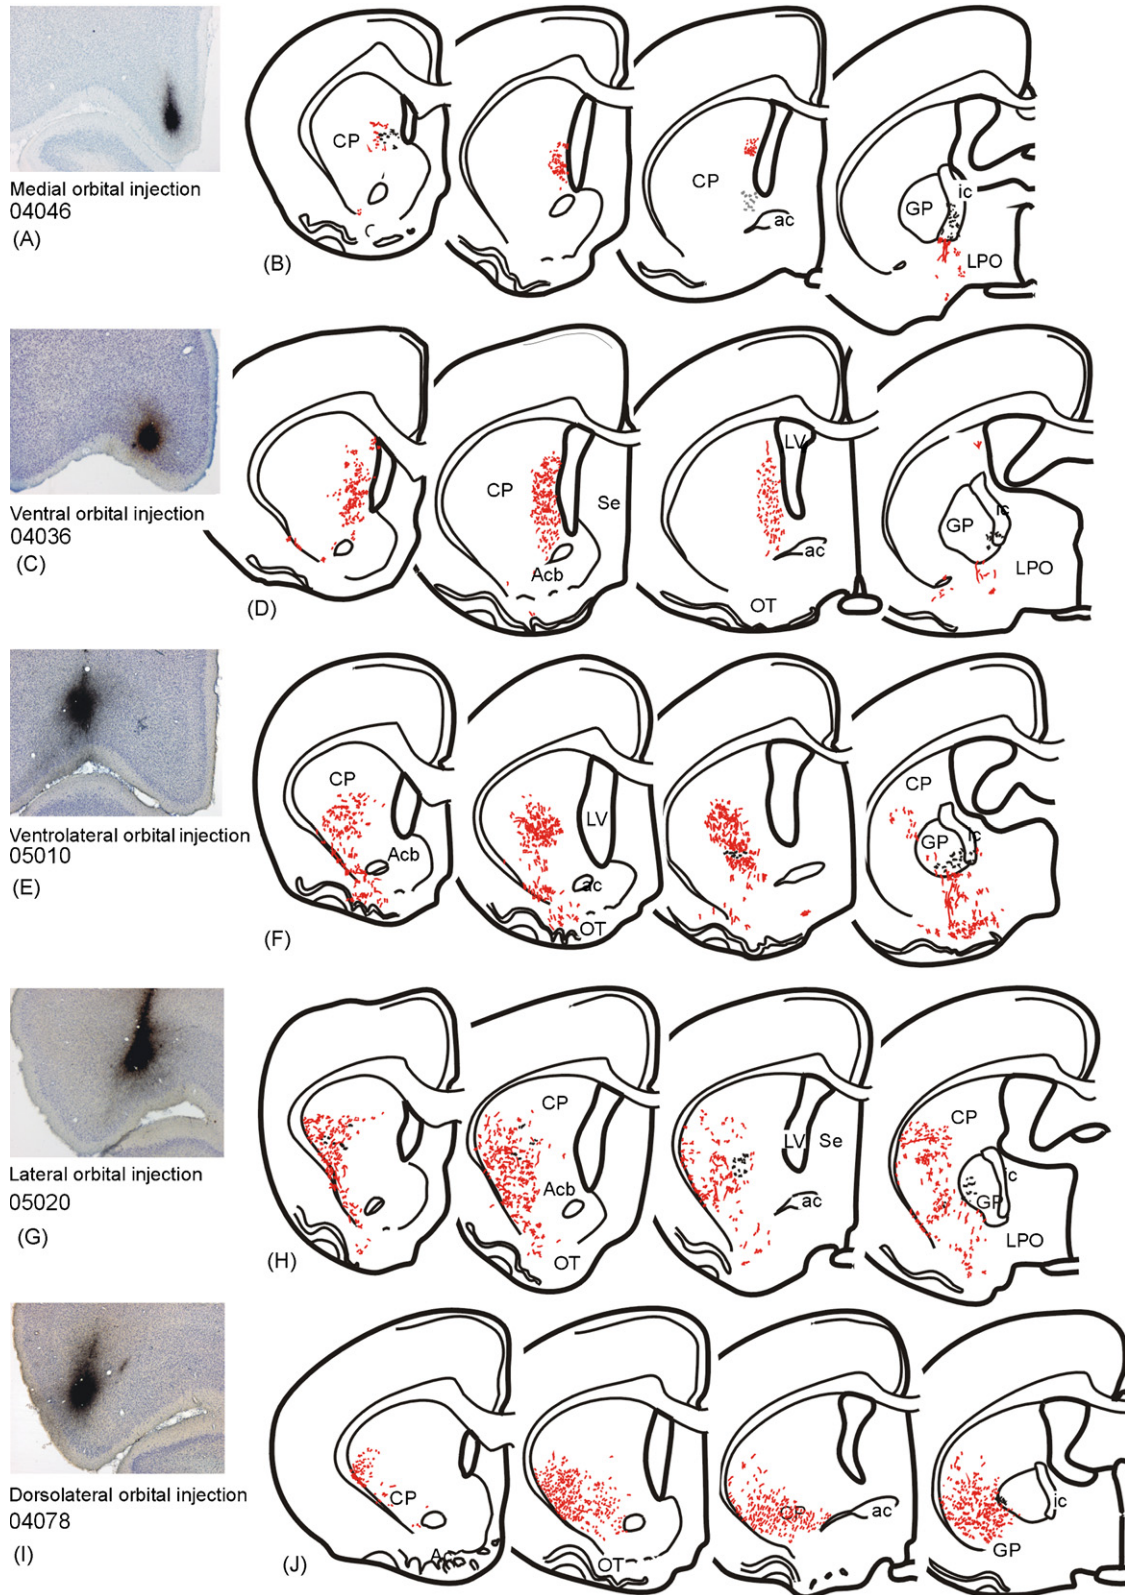 Medial orbital injection
04046
(A)
CP
(B)
CP
ac
GP
ic
LPO
Ventral orbital injection
04036
(C)
(D)
CP
Se
Acb
LV
ac
OT
GP
ic
LPO
Ventrolateral orbital injection
05010
(E)
(F)
CP
Acb
LV
ac
OT
CP
GP
ic
Lateral orbital injection
05020
(G)
(H)
CP
Acb
OT
LV
Se
ac
CP
ic
GP
LPO
Dorsolateral orbital injection
04078
(I)
(J)
CP
OT
CP
ac
ic
GP